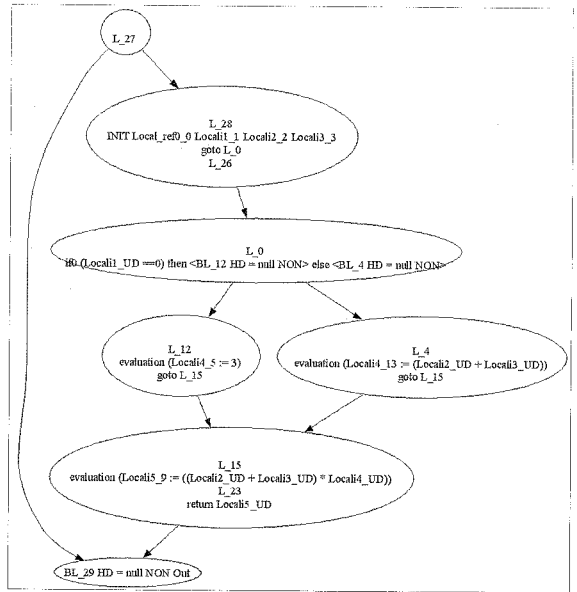 L_27
L_28
INIT Local_ref0_0 Locali1_1 Locali2_2 Locali3_3
goto L_0
L_26
L_0
if0 (Locali1_UD ==0) then <BL_12 HD = null NON> else <BL_4 HD = null NON>
L_12
evaluation (Locali4_5 := 3)
goto L_15
L_4
evaluation (Locali4_13 := (Locali2_UD + Locali3_UD))
goto L_15
L_15
evaluation (Locali5_9 := ((Locali2_UD + Locali3_UD) * Locali4_UD))
L_23
return Locali5_UD
BL_29 HD = null NON Out